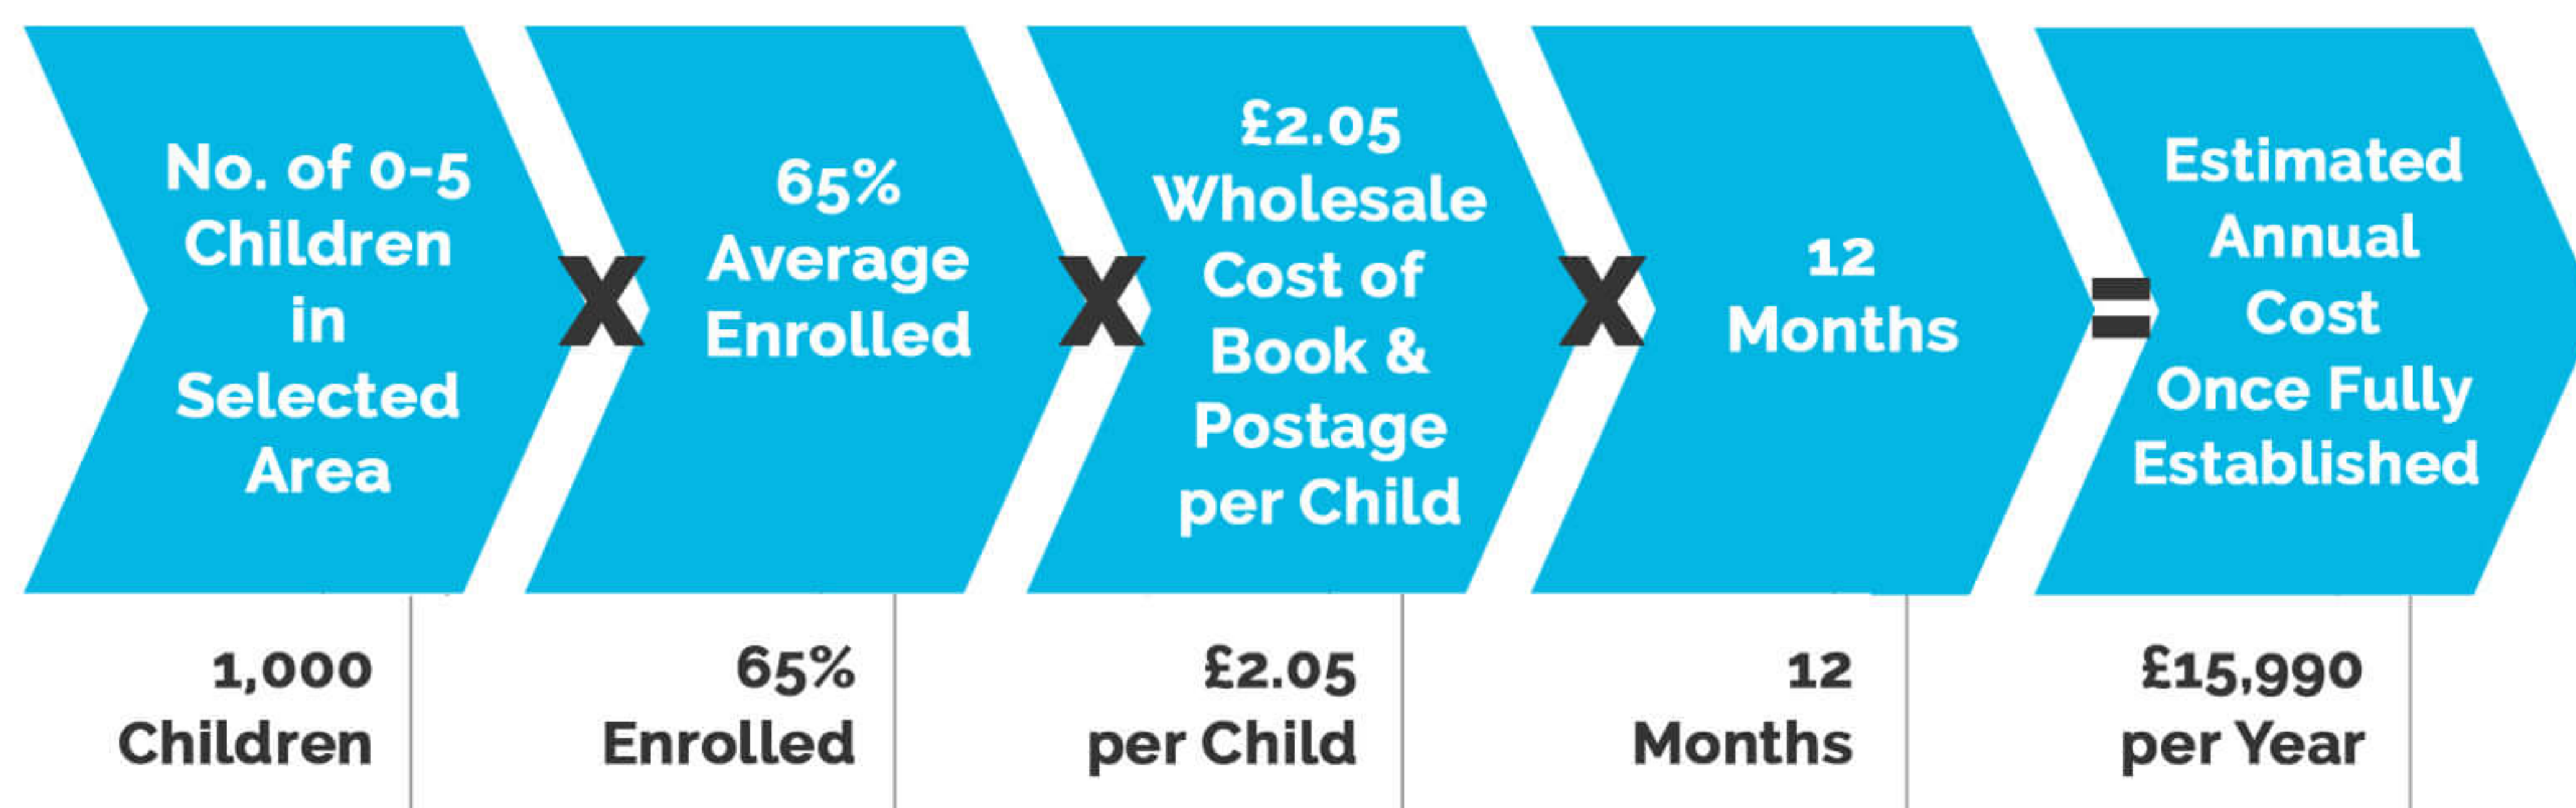 No. of 0-5
Children
in
Selected
Area
X
65%
Average
Enrolled
X
£2.05
Wholesale
Cost of
Book &
Postage
per Child
X
12
Months
=
Estimated
Annual
Cost
Once Fully
Established
1,000
Children
65%
Enrolled
£2.05
per Child
12
Months
£15,990
per Year